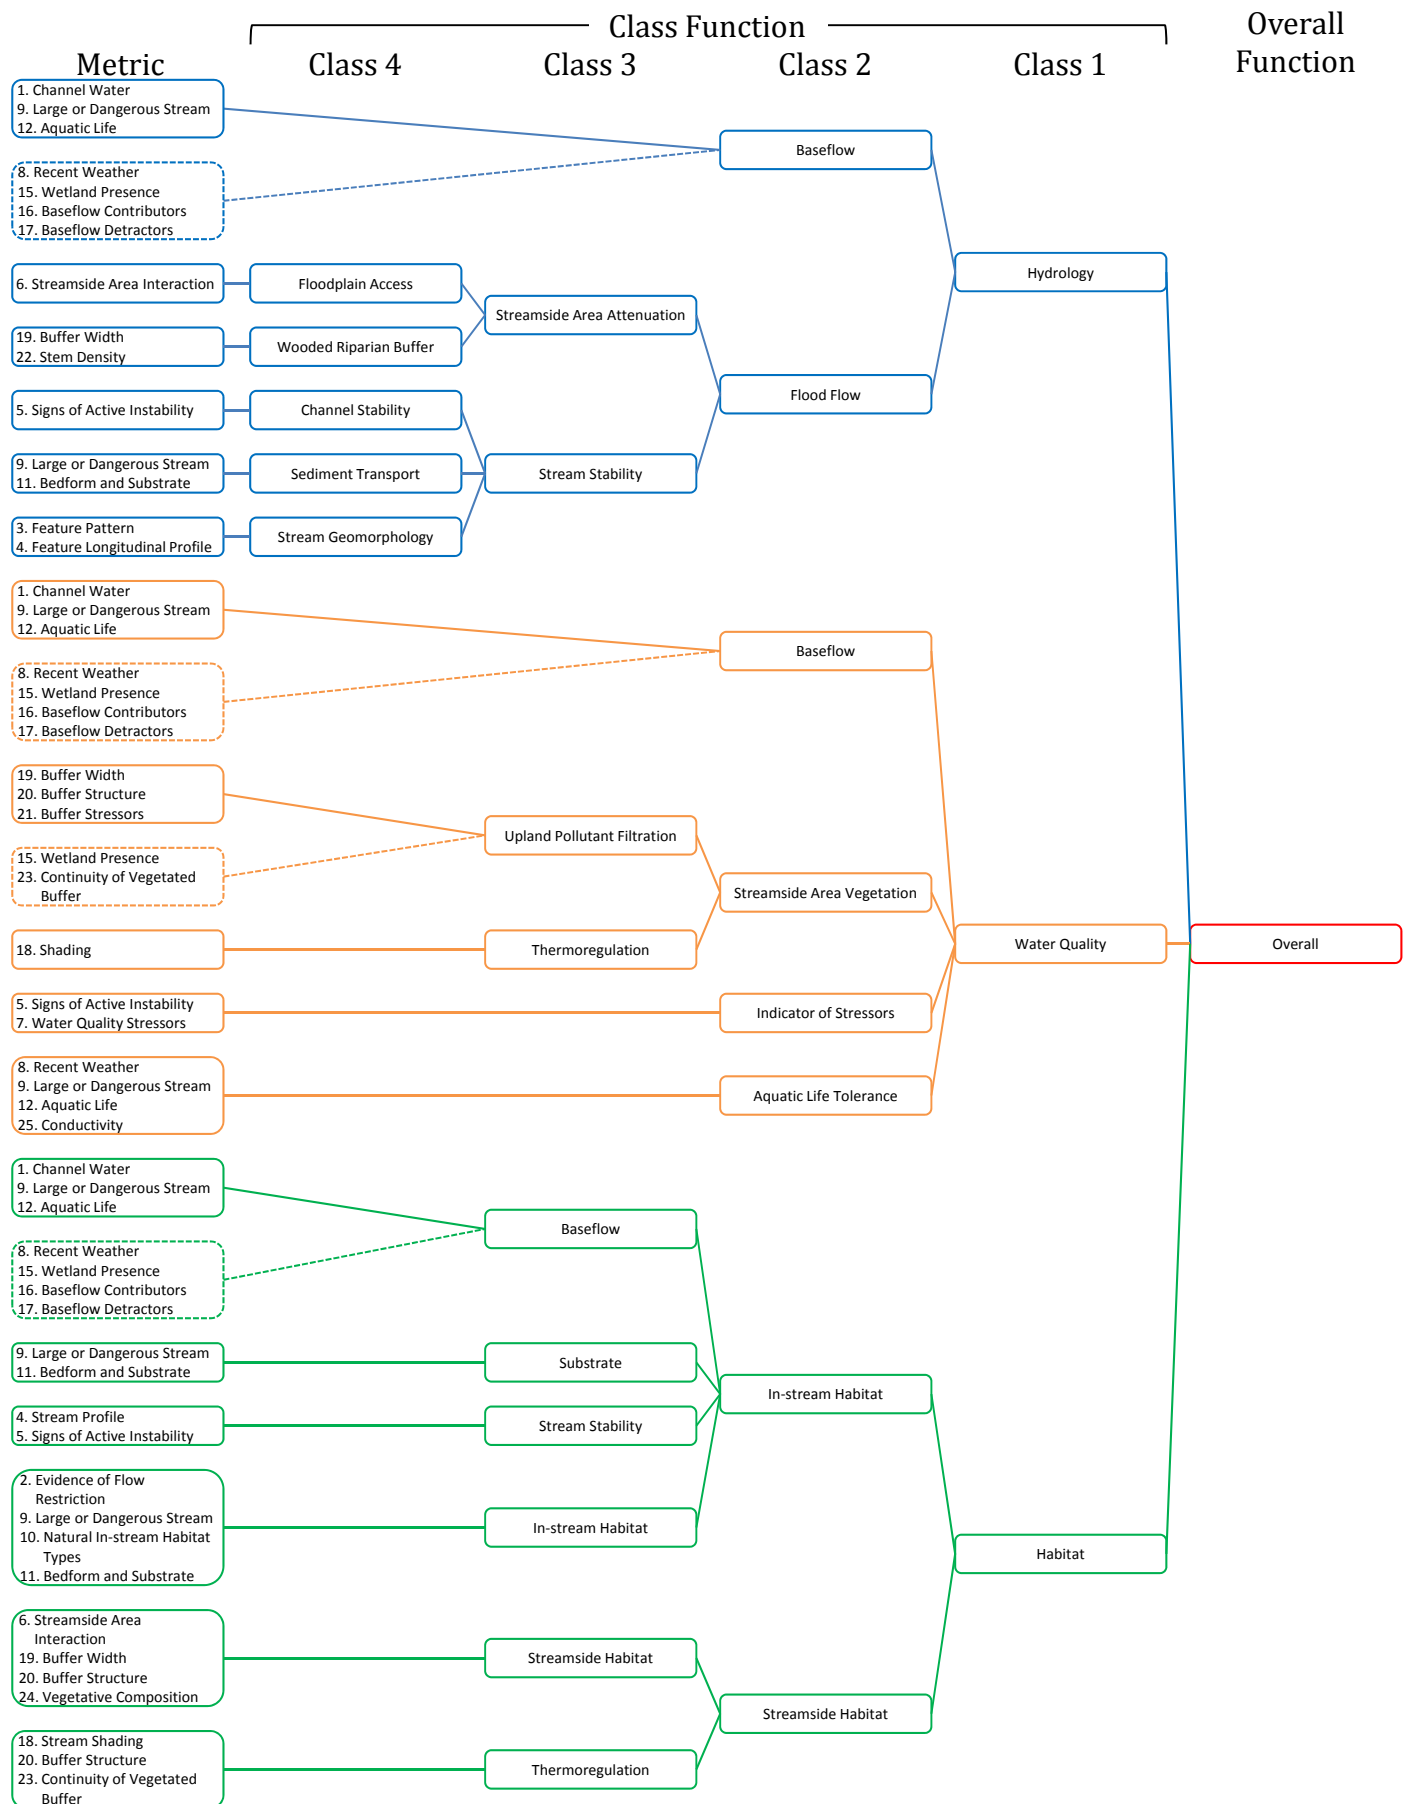 Class Function
Overall
Function
Metric
Class 4
Class 3
Class 2
Class 1
1. Channel Water
9. Large or Dangerous Stream
12. Aquatic Life
Baseflow
8. Recent Weather
15. Wetland Presence
16. Baseflow Contributors
17. Baseflow Detractors
Hydrology
6. Streamside Area Interaction
Floodplain Access
Streamside Area Attenuation
19. Buffer Width
22. Stem Density
Wooded Riparian Buffer
Flood Flow
5. Signs of Active Instability
Channel Stability
9. Large or Dangerous Stream
11. Bedform and Substrate
Sediment Transport
Stream Stability
3. Feature Pattern
4. Feature Longitudinal Profile
Stream Geomorphology
1. Channel Water
9. Large or Dangerous Stream
12. Aquatic Life
Baseflow
8. Recent Weather
15. Wetland Presence
16. Baseflow Contributors
17. Baseflow Detractors
19. Buffer Width
20. Buffer Structure
21. Buffer Stressors
Upland Pollutant Filtration
15. Wetland Presence
23. Continuity of Vegetated
Buffer
Streamside Area Vegetation
18. Shading
Thermoregulation
Water Quality
Overall
5. Signs of Active Instability
7. Water Quality Stressors
Indicator of Stressors
8. Recent Weather
9. Large or Dangerous Stream
12. Aquatic Life
25. Conductivity
Aquatic Life Tolerance
1. Channel Water
9. Large or Dangerous Stream
12. Aquatic Life
Baseflow
8. Recent Weather
15. Wetland Presence
16. Baseflow Contributors
17. Baseflow Detractors
9. Large or Dangerous Stream
11. Bedform and Substrate
Substrate
In-stream Habitat
4. Stream Profile
5. Signs of Active Instability
Stream Stability
2. Evidence of Flow
Restriction
9. Large or Dangerous Stream
10. Natural In-stream Habitat
Types
11. Bedform and Substrate
In-stream Habitat
Habitat
6. Streamside Area
Interaction
19. Buffer Width
20. Buffer Structure
24. Vegetative Composition
Streamside Habitat
Streamside Habitat
18. Stream Shading
20. Buffer Structure
23. Continuity of Vegetated
Buffer
Thermoregulation